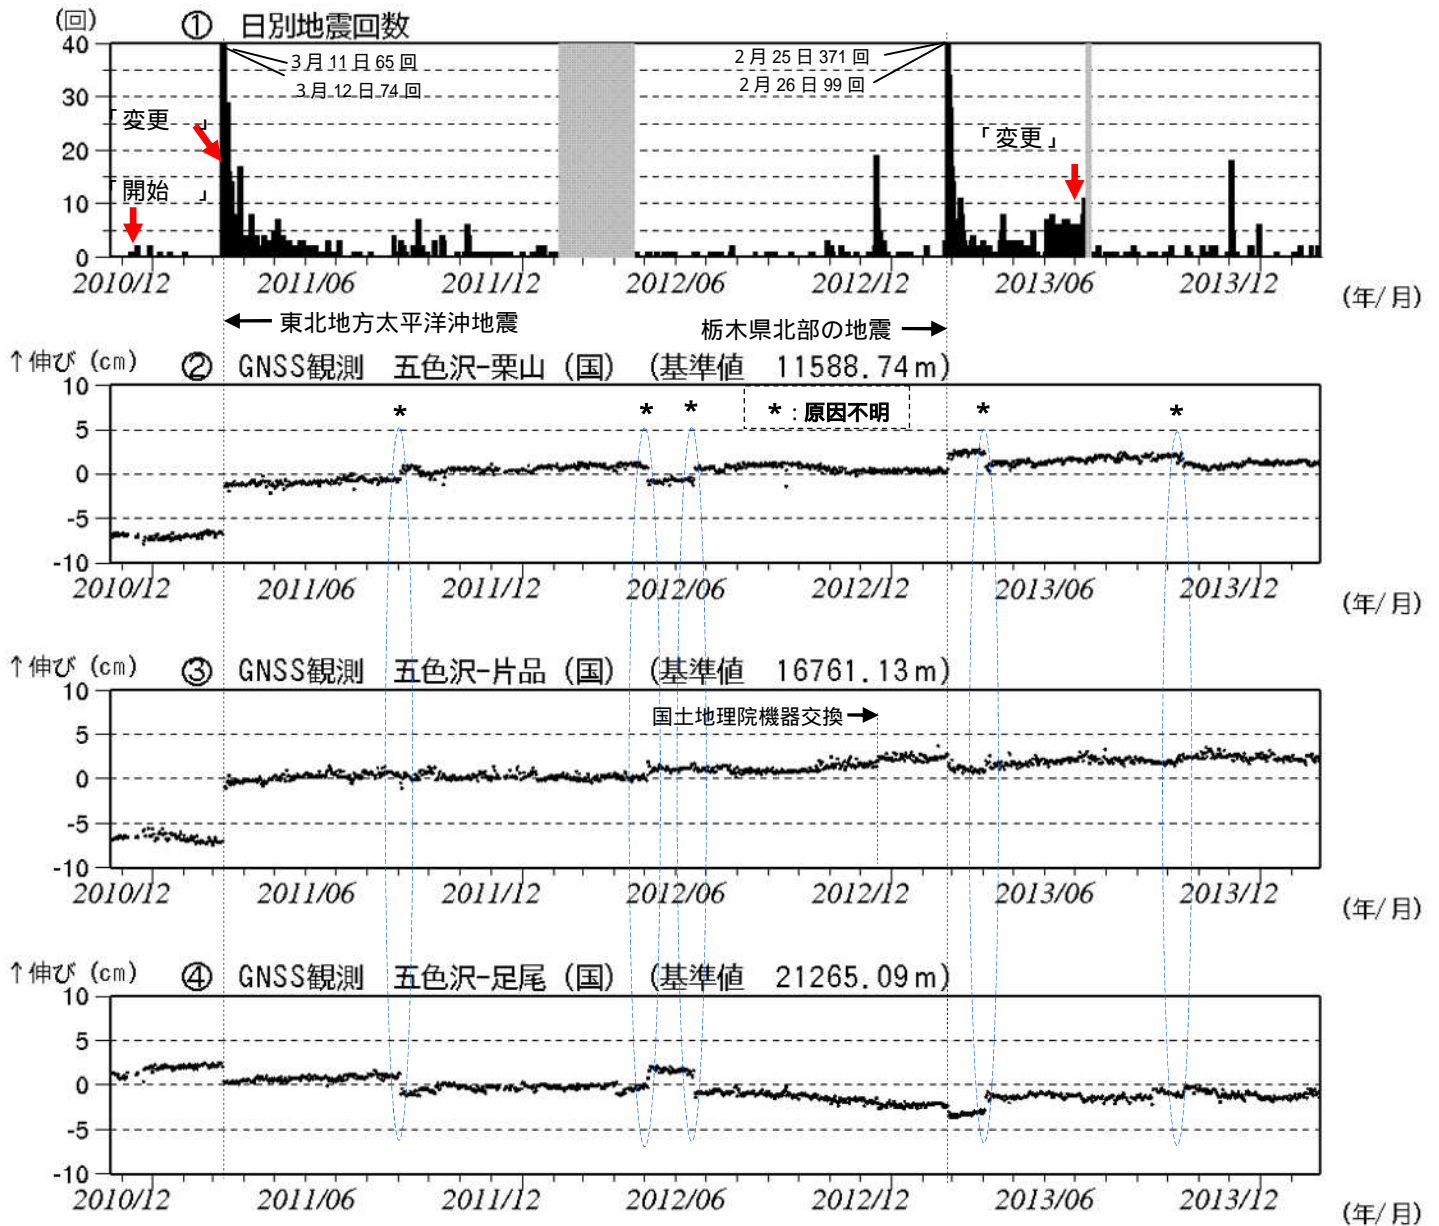 (回) ① 日別地震回数
40
30
20
10
0
3月11日65回
3月12日74回
2月25日371回
2月26日99回
「変更　」
「開始　」
「変更」
2010/12 2011/06 2011/12 2012/06 2012/12 2013/06 2013/12 (年/月)
東北地方太平洋沖地震
栃木県北部の地震
↑伸び (cm) ② GNSS観測 五色沢-栗山 (国) (基準値 11588.74m)
10
5
0
-5
-10
* * * *:原因不明 * *
2010/12 2011/06 2011/12 2012/06 2012/12 2013/06 2013/12 (年/月)
↑伸び (cm) ③ GNSS観測 五色沢-片品 (国) (基準値 16761.13m)
10
5
0
-5
-10
国土地理院機器交換
2010/12 2011/06 2011/12 2012/06 2012/12 2013/06 2013/12 (年/月)
↑伸び (cm) ④ GNSS観測 五色沢-足尾 (国) (基準値 21265.09m)
10
5
0
-5
-10
2010/12 2011/06 2011/12 2012/06 2012/12 2013/06 2013/12 (年/月)